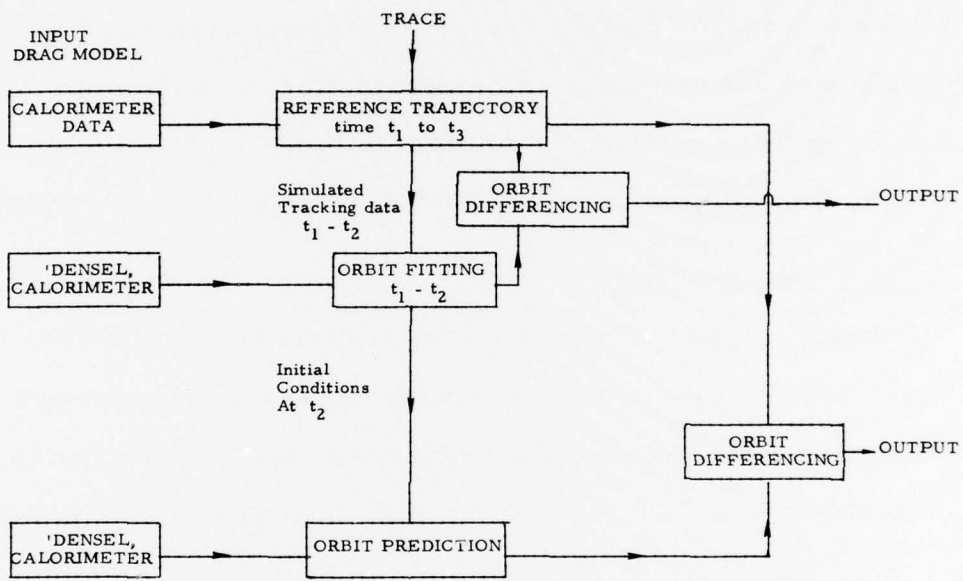 TRACE
INPUT
DRAG MODEL
CALORIMETER
DATA
REFERENCE TRAJECTORY
time t₁ to t₃
Simulated
Tracking data
t₁ - t₂
ORBIT
DIFFERENCING
OUTPUT
'DENSEL,
CALORIMETER
ORBIT FITTING
t₁ - t₂
Initial
Conditions
At t₂
ORBIT
DIFFERENCING
OUTPUT
'DENSEL,
CALORIMETER
ORBIT PREDICTION